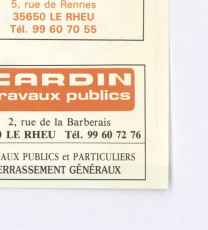 5, rue de Rennes
35650 LE RHEU
Tél. 99 60 70 55
CARDIN
ravaux publics
2, rue de la Barberais
0 LE RHEU Tél. 99 60 72 76
AUX PUBLICS et PARTICULIERS
ERRASSEMENT GÉNÉRAUX